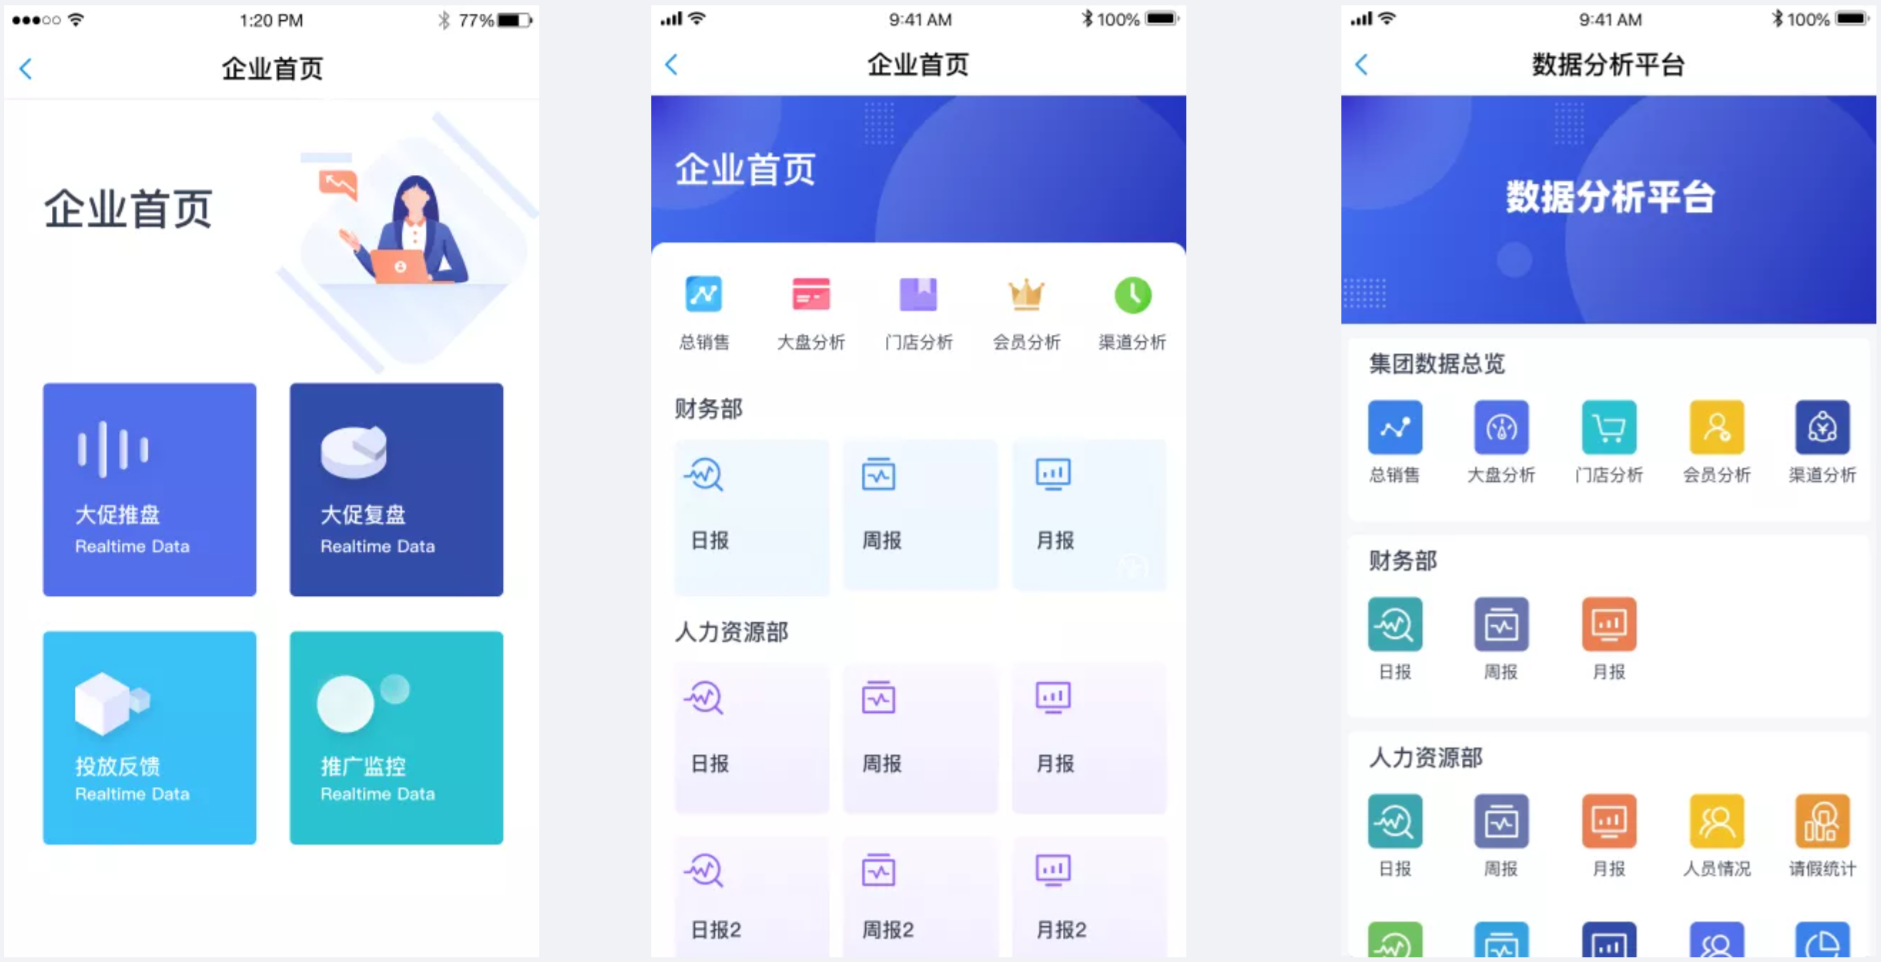 1:20 PM 77%
企业首页
企业首页
大促推盘
Realtime Data
大促复盘
Realtime Data
投放反馈
Realtime Data
推广监控
Realtime Data
9:41 AM 100%
企业首页
企业首页
总销售 大盘分析 门店分析 会员分析 渠道分析
财务部
日报 周报 月报
人力资源部
日报 周报 月报
日报2 周报2 月报2
9:41 AM 100%
数据分析平台
数据分析平台
集团数据总览
总销售 大盘分析 门店分析 会员分析 渠道分析
财务部
日报 周报 月报
人力资源部
日报 周报 月报 人员情况 请假统计